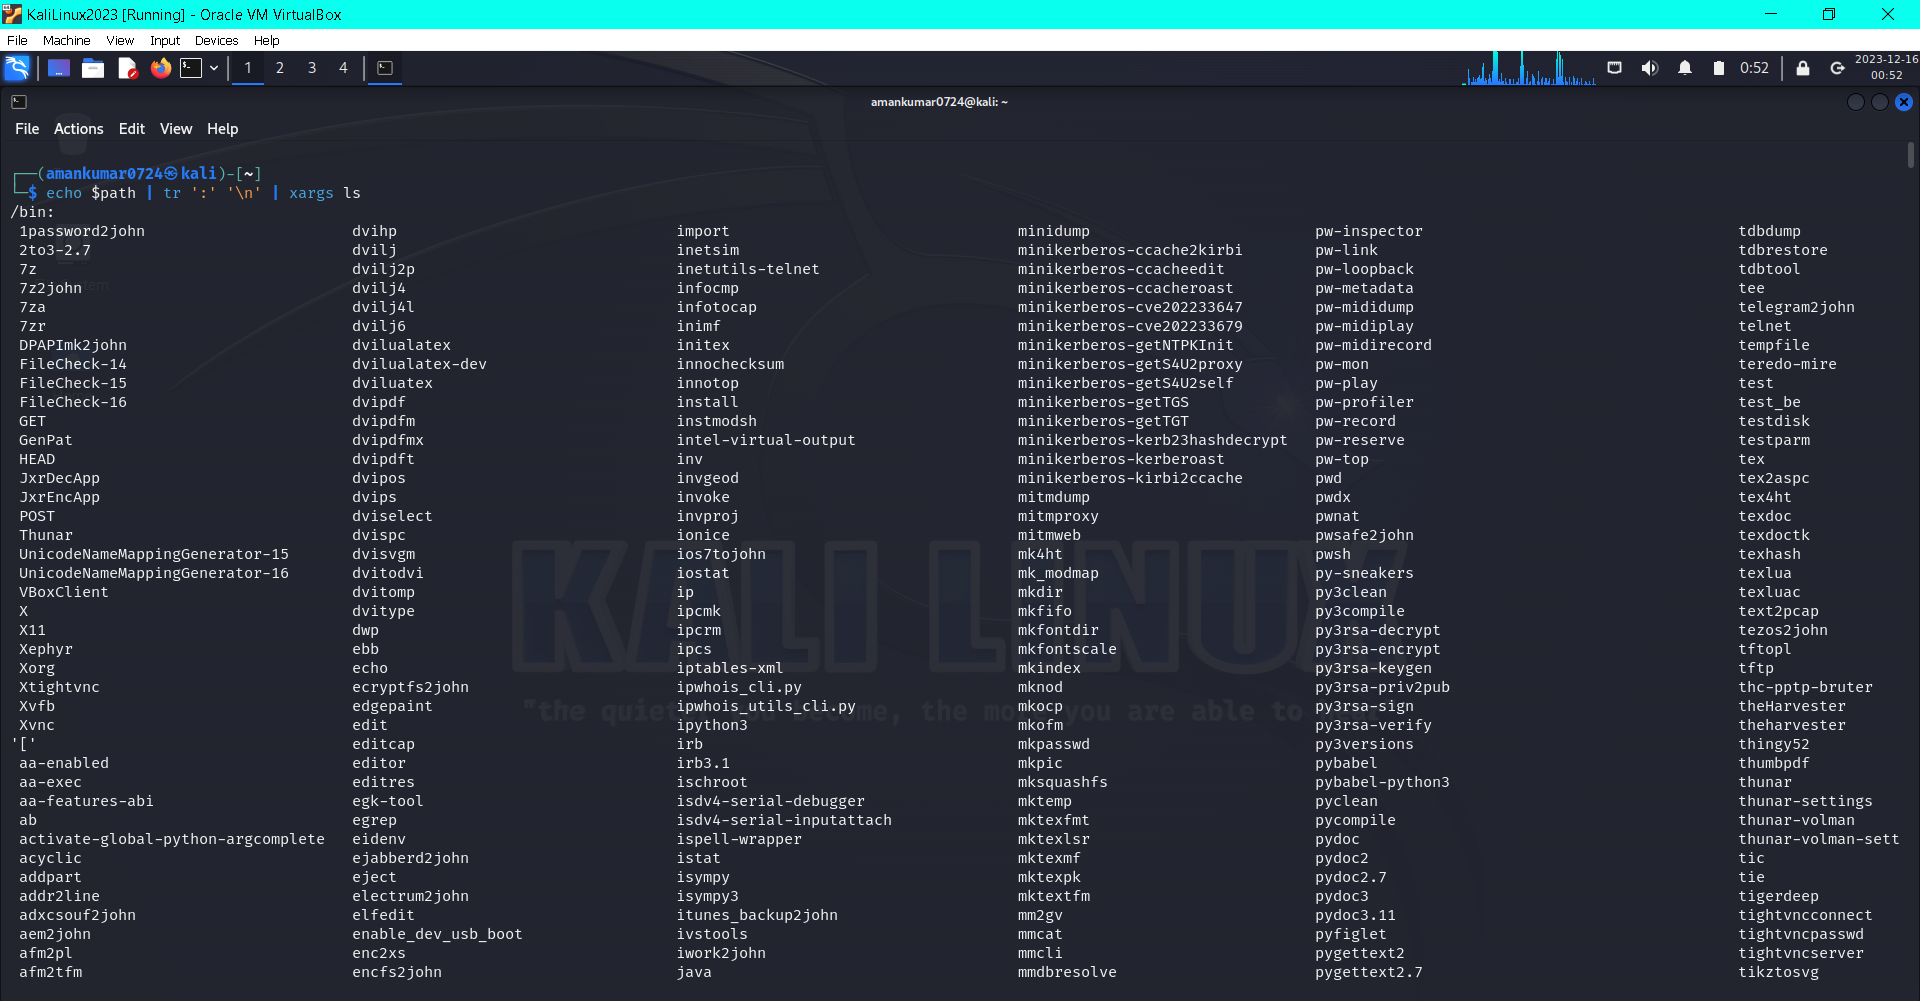 KaliLinux2023 [Running] - Oracle VM VirtualBox
File Machine View Input Devices Help
1 2 3 4 0:52 2023-12-16
00:52
amankumar0724@kali: ~
File Actions Edit View Help
┌──(amankumar0724㉿kali)-[~]
└─$ echo $path | tr ':' '\n' | xargs ls
/bin:
1password2john dvihp import minidump pw-inspector tdbdump
2to3-2.7 dvilj inetsim minikerberos-ccache2kirbi pw-link tdbrestore
7z dvilj2p inetutils-telnet minikerberos-ccacheedit pw-loopback tdbtool
7z2john dvilj4 infocmp minikerberos-ccacheroast pw-metadata tee
7za dvilj4l infotocap minikerberos-cve202233647 pw-mididump telegram2john
7zr dvilj6 inimf minikerberos-cve202233679 pw-midiplay telnet
DPAPImk2john dvilualatex initex minikerberos-getNTPKInit pw-midirecord tempfile
FileCheck-14 dvilualatex-dev innochecksum minikerberos-getS4U2proxy pw-mon teredo-mire
FileCheck-15 dviluatex innotop minikerberos-getS4U2self pw-play test
FileCheck-16 dvipdf install minikerberos-getTGS pw-profiler test_be
GET dvipdfm instmodsh minikerberos-getTGT pw-record testdisk
GenPat dvipdfmx intel-virtual-output minikerberos-kerb23hashdecrypt pw-reserve testparm
HEAD dvipdft inv minikerberos-kerberoast pw-top tex
JxrDecApp dvipos invgeod minikerberos-kirbi2ccache pwd tex2aspc
JxrEncApp dvips invoke mitmdump pwdx tex4ht
POST dviselect invproj mitmproxy pwnat texdoc
Thunar dvispc ionice mitmweb pwsafe2john texdoctk
UnicodeNameMappingGenerator-15 dvisvgm ios7tojohn mk4ht pwsh texhash
UnicodeNameMappingGenerator-16 dvitodvi iostat mk_modmap py-sneakers texlua
VBoxClient dvitomp ip mkdir py3clean texluac
X dvitype ipcmk mkfifo py3compile text2pcap
X11 dwp ipcrm mkfontdir py3rsa-decrypt tezos2john
Xephyr ebb ipcs mkfontscale py3rsa-encrypt tftopl
Xorg echo iptables-xml mkindex py3rsa-keygen tftp
Xtightvnc ecryptfs2john ipwhois_cli.py mknod py3rsa-priv2pub thc-pptp-bruter
Xvfb edgepaint ipwhois_utils_cli.py mkocp py3rsa-sign theHarvester
Xvnc edit ipython3 mkofm py3rsa-verify theharvester
'[' editcap irb mkpasswd py3versions thingy52
aa-enabled editor irb3.1 mkpic pybabel thumbpdf
aa-exec editres ischroot mksquashfs pybabel-python3 thunar
aa-features-abi egk-tool isdv4-serial-debugger mktemp pyclean thunar-settings
ab egrep isdv4-serial-inputattach mktexfmt pycompile thunar-volman
activate-global-python-argcomplete eidenv ispell-wrapper mktexlsr pydoc thunar-volman-sett
acyclic ejabberd2john istat mktexmf pydoc2 tic
addpart eject isympy mktexpk pydoc2.7 tie
addr2line electrum2john isympy3 mktextfm pydoc3 tigerdeep
adxcsouf2john elfedit itunes_backup2john mm2gv pydoc3.11 tightvncconnect
aem2john enable_dev_usb_boot ivstools mmcat pyfiglet tightvncpasswd
afm2pl enc2xs iwork2john mmcli pygettext2 tightvncserver
afm2tfm encfs2john java mmdbresolve pygettext2.7 tikztosvg
KALI LINUX
"the quieter you become, the more you are able to